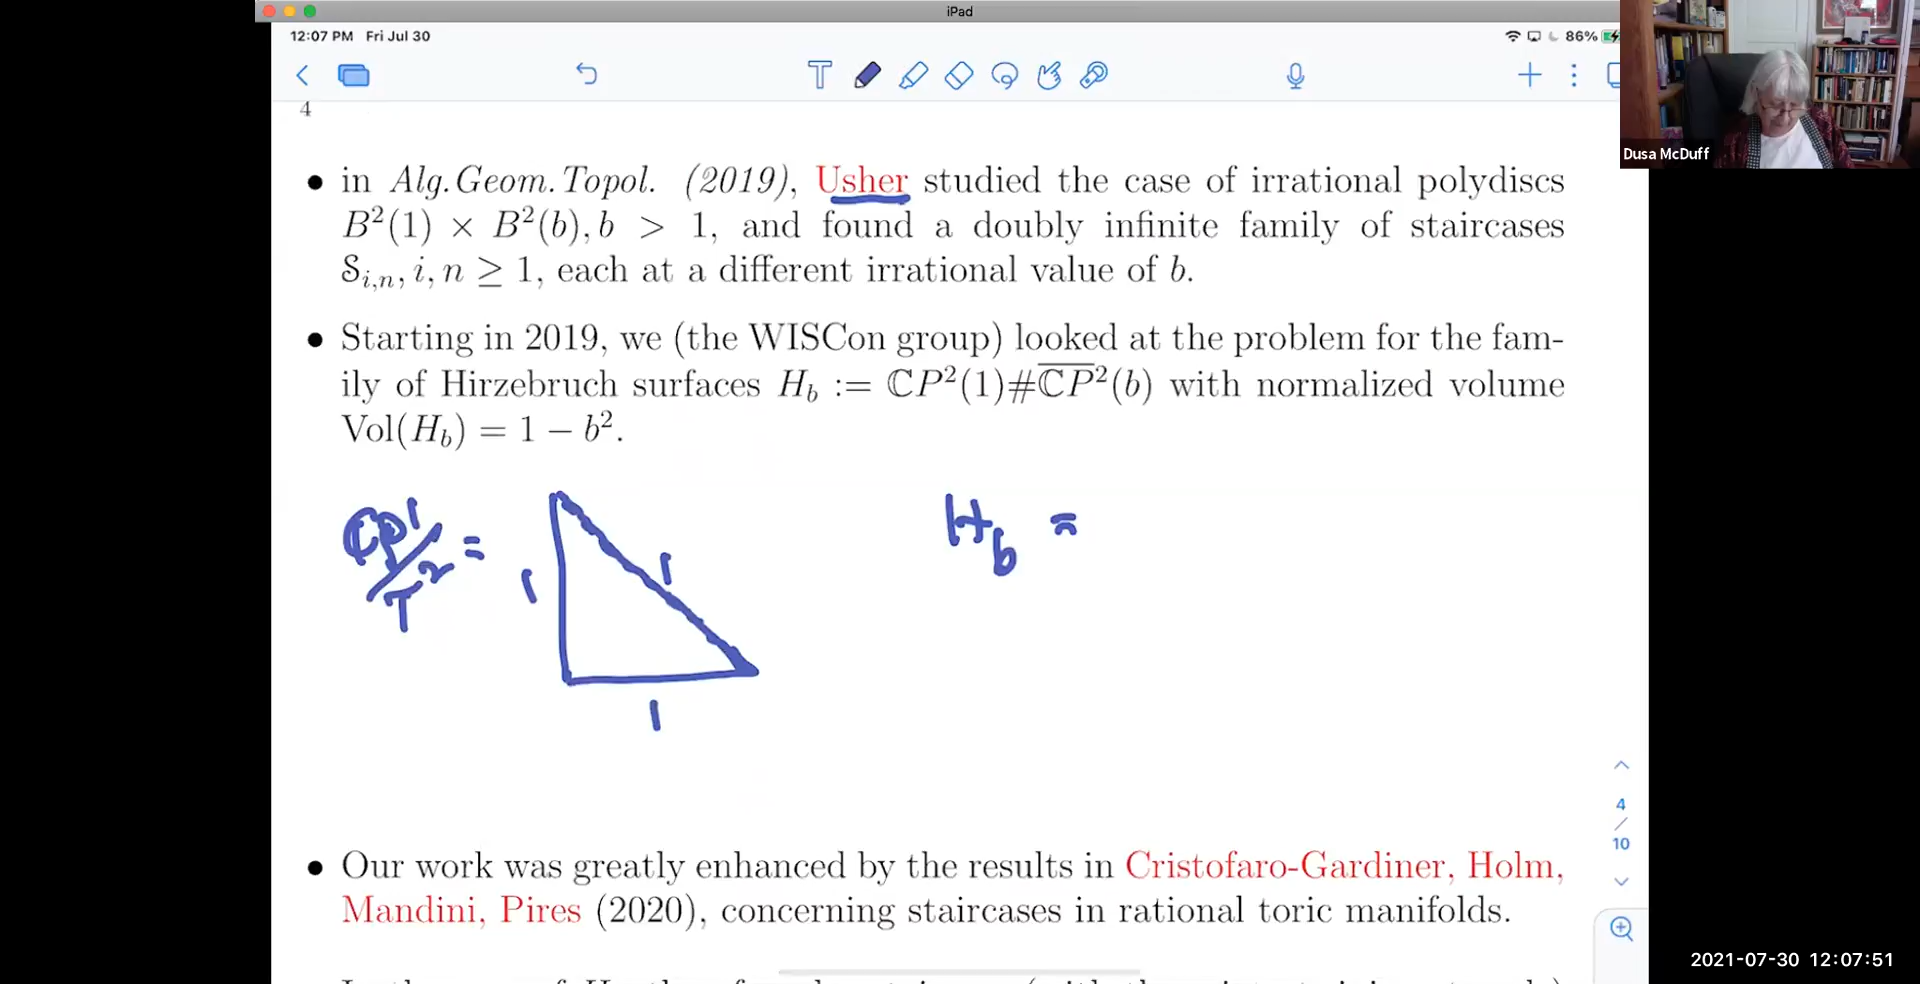 iPad
12:07 PM Fri Jul 30
86%
4
• in Alg.Geom.Topol. (2019), Usher studied the case of irrational polydiscs
B²(1) × B²(b), b > 1, and found a doubly infinite family of staircases
𝒮_{i,n}, i, n ≥ 1, each at a different irrational value of b.
• Starting in 2019, we (the WISCon group) looked at the problem for the fam-
ily of Hirzebruch surfaces H_b := ℂP²(1)#\overline{ℂP}²(b) with normalized volume
Vol(H_b) = 1 − b².
ℂP¹/T² =
1
1
1
H_b =
4
/
10
• Our work was greatly enhanced by the results in Cristofaro-Gardiner, Holm,
Mandini, Pires (2020), concerning staircases in rational toric manifolds.
Dusa McDuff
2021-07-30 12:07:51